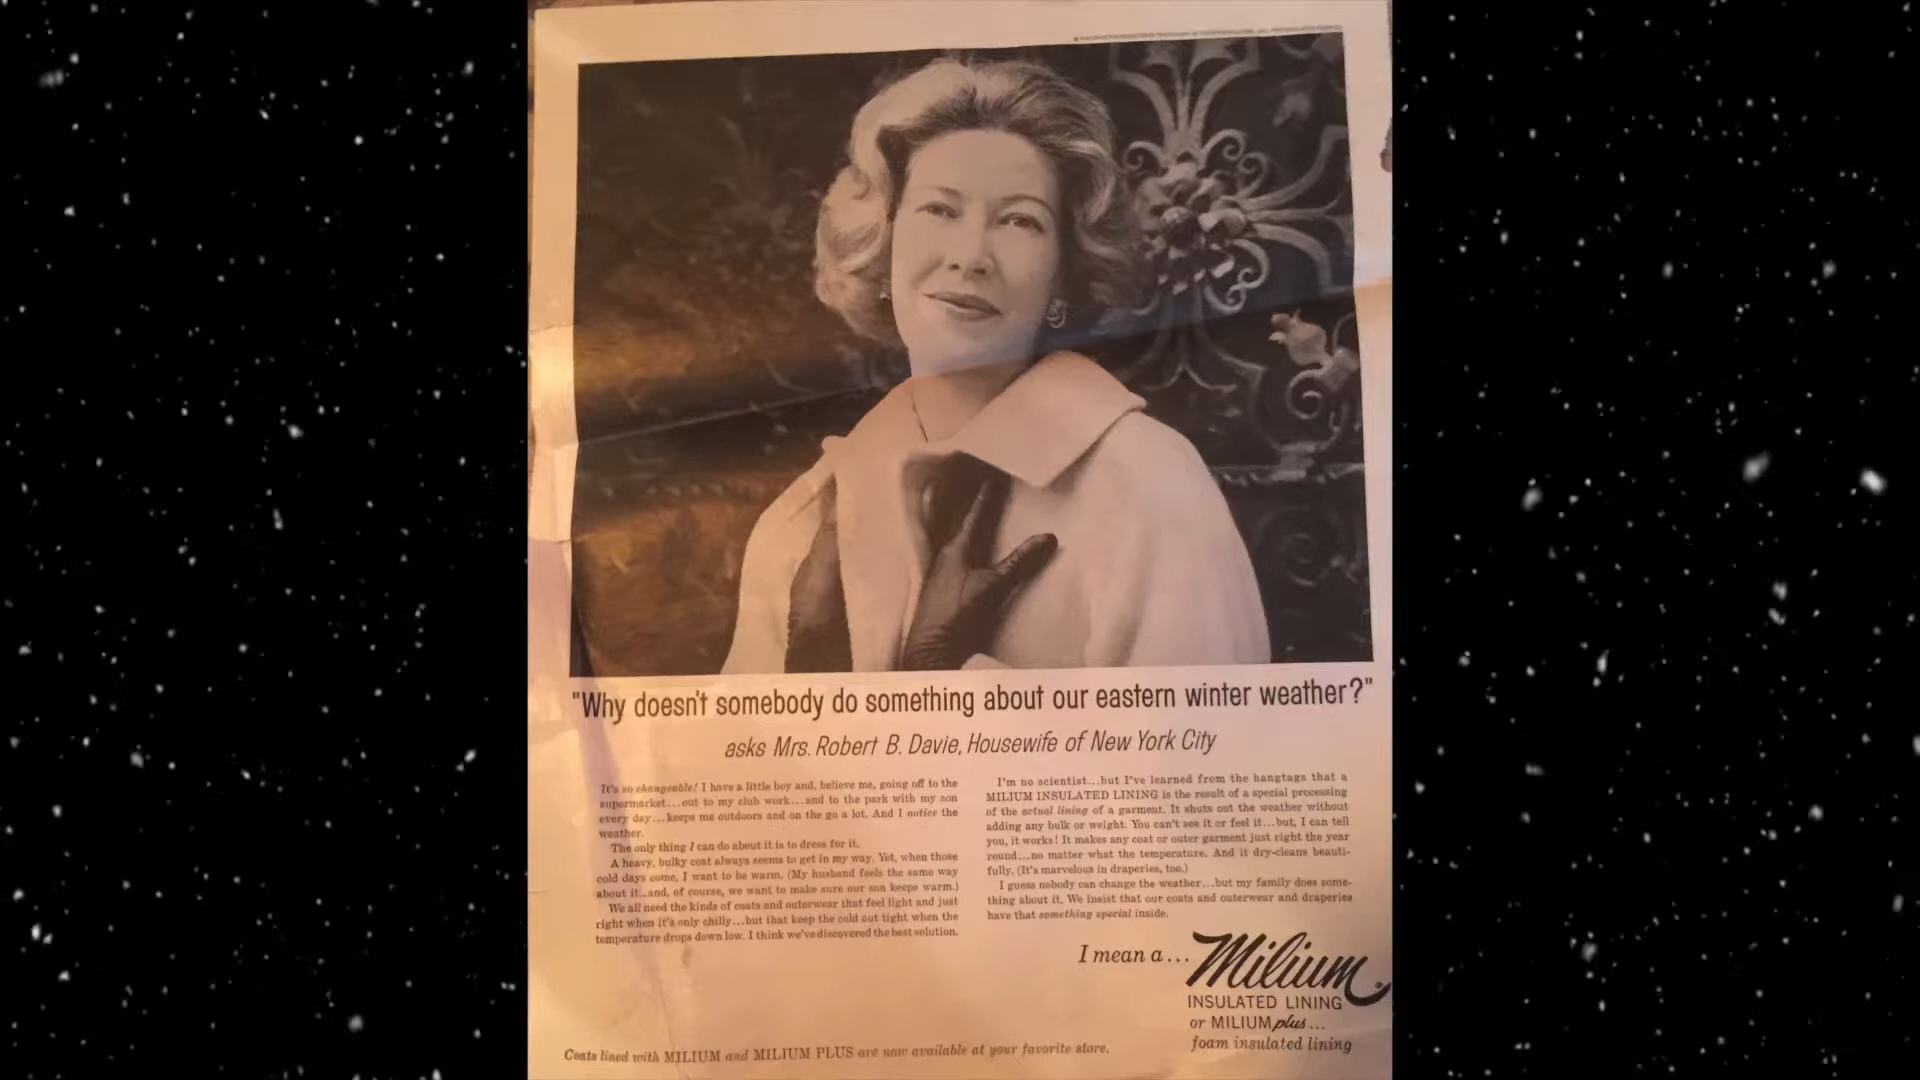 "Why doesn't somebody do something about our eastern winter weather?"
asks Mrs. Robert B. Davie, Housewife of New York City
It's so changeable! I have a little boy and, believe me, going off to the
supermarket...out to my club work...and to the park with my son
every day...keeps me outdoors and on the go a lot. And I notice the
weather.
The only thing I can do about it is to dress for it.
A heavy, bulky coat always seems to get in my way. Yet, when those
cold days come, I want to be warm. (My husband feels the same way
about it...and, of course, we want to make sure our son keeps warm.)
We all need the kinds of coats and outerwear that feel light and just
right when it's only chilly...but that keep the cold out tight when the
temperature drops down low. I think we've discovered the best solution.
I'm no scientist...but I've learned from the hangtags that a
MILIUM INSULATED LINING is the result of a special processing
of the actual lining of a garment. It shuts out the weather without
adding any bulk or weight. You can't see it or feel it...but, I can tell
you, it works! It makes any coat or outer garment just right the year
round...no matter what the temperature. And it dry-cleans beauti-
fully. (It's marvelous in draperies, too.)
I guess nobody can change the weather...but my family does some-
thing about it. We insist that our coats and outerwear and draperies
have that something special inside.
I mean a... Milium®
INSULATED LINING
or MILIUM plus...
foam insulated lining
Coats lined with MILIUM and MILIUM PLUS are now available at your favorite store.